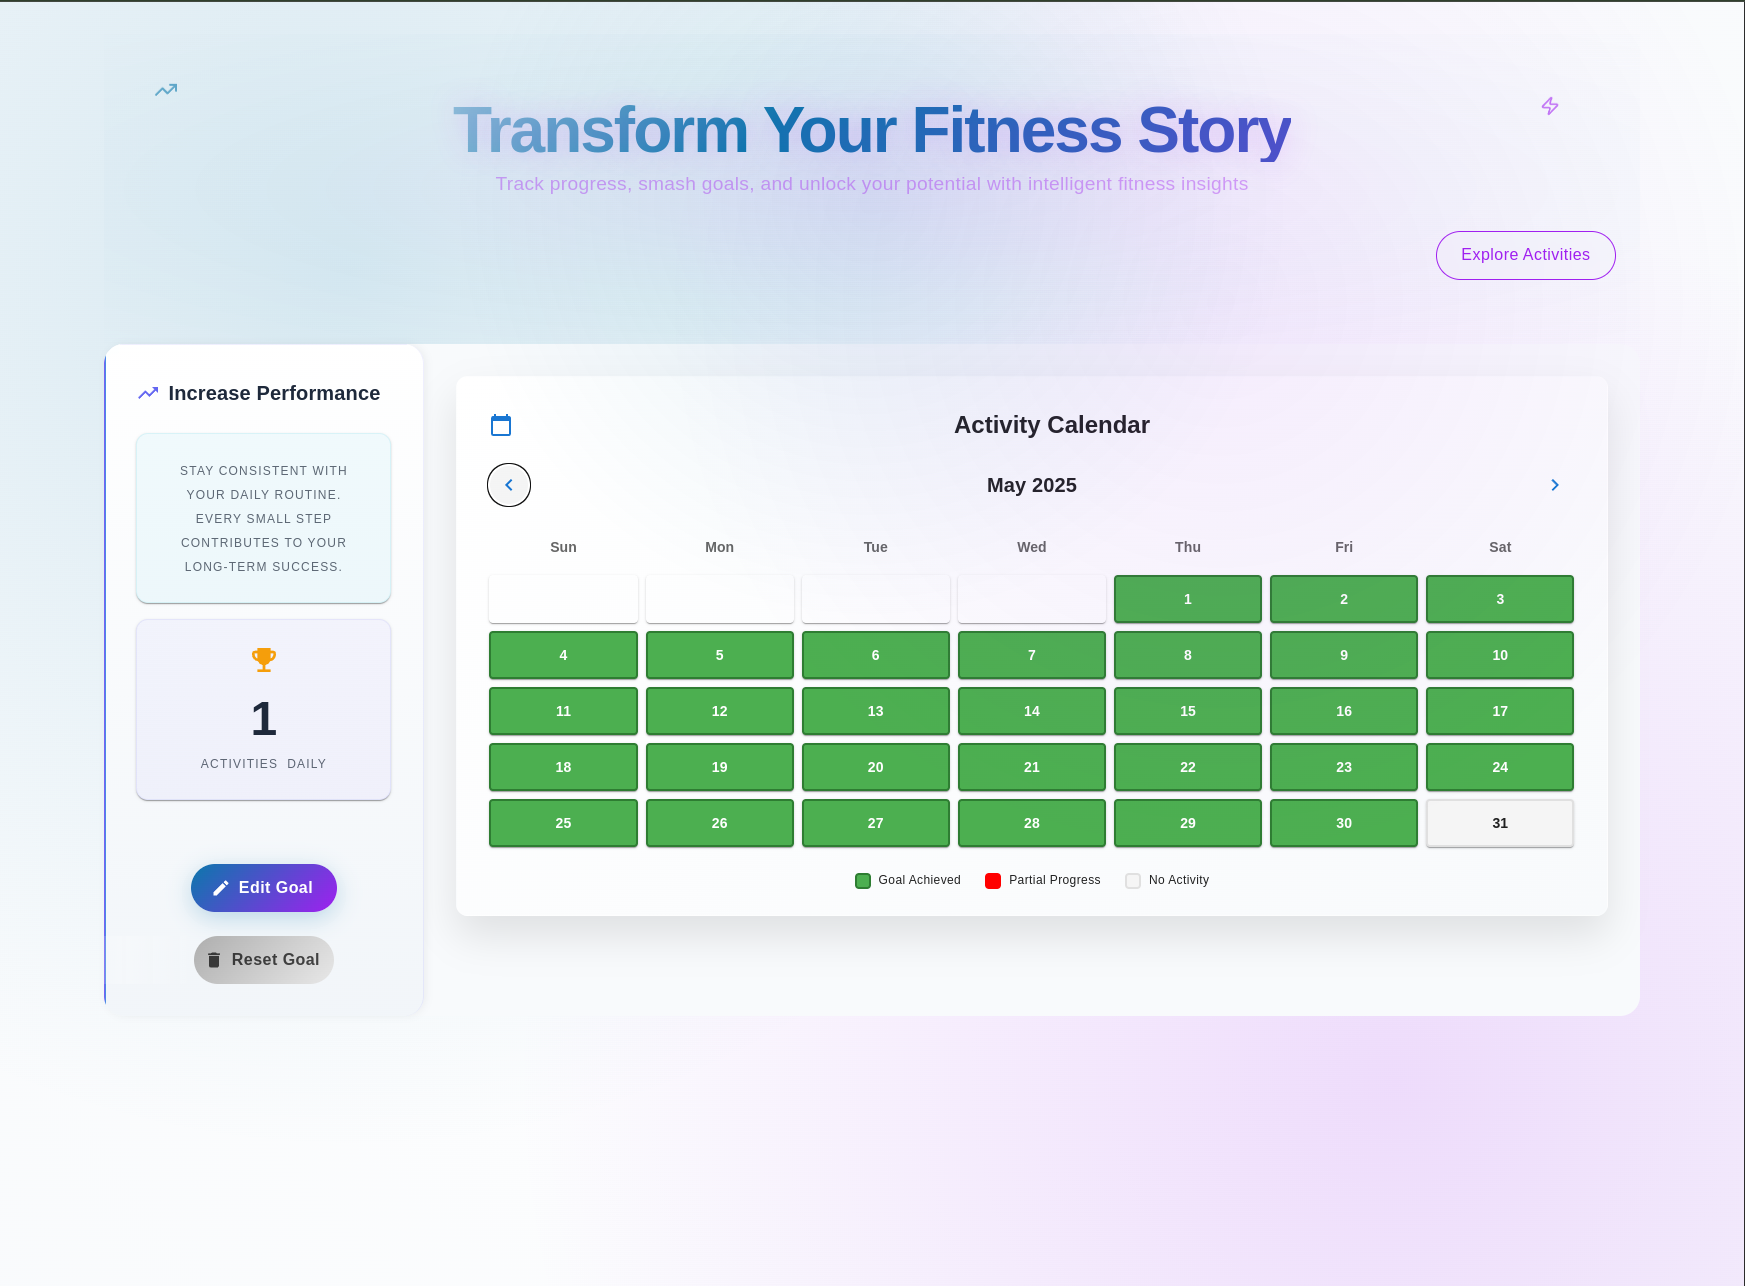 Transform Your Fitness Story
Track progress, smash goals, and unlock your potential with intelligent fitness insights
Explore Activities
Increase Performance
STAY CONSISTENT WITH
YOUR DAILY ROUTINE.
EVERY SMALL STEP
CONTRIBUTES TO YOUR
LONG-TERM SUCCESS.
1
ACTIVITIES DAILY
Edit Goal
Reset Goal
Activity Calendar
May 2025
Sun Mon Tue Wed Thu Fri Sat
1 2 3
4 5 6 7 8 9 10
11 12 13 14 15 16 17
18 19 20 21 22 23 24
25 26 27 28 29 30 31
Goal Achieved Partial Progress No Activity